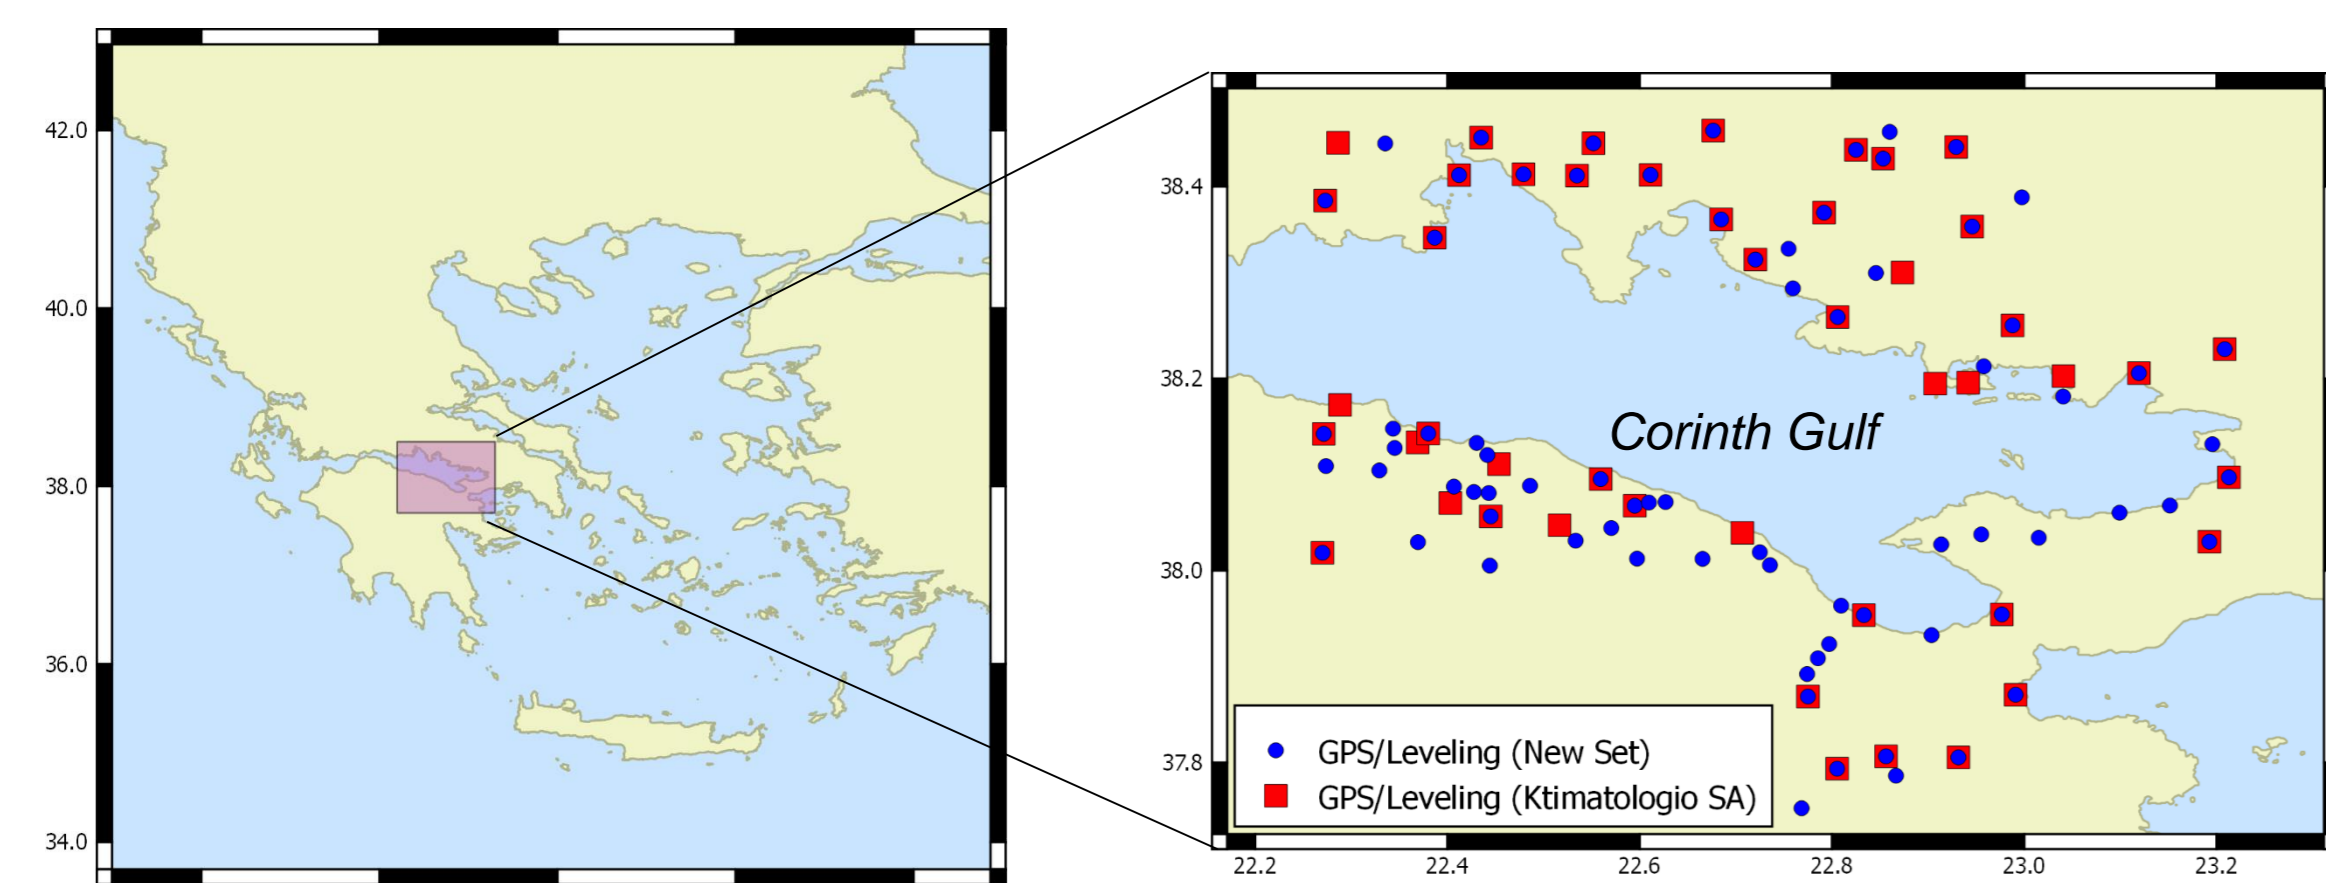 42.0
40.0
38.0
36.0
34.0
38.4
38.2
38.0
37.8
Corinth Gulf
GPS/Leveling (New Set)
GPS/Leveling (Ktimatologio SA)
22.2 22.4 22.6 22.8 23.0 23.2